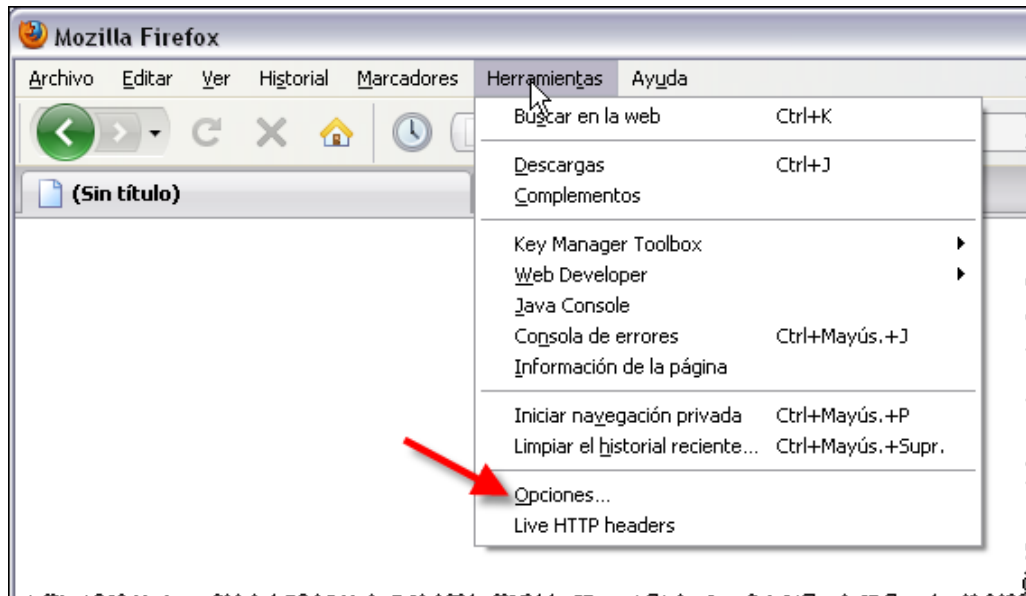 Mozilla Firefox
Archivo Editar Ver Historial Marcadores Herramientas Ayuda
(Sin título)
Buscar en la web Ctrl+K
Descargas Ctrl+J
Complementos
Key Manager Toolbox
Web Developer
Java Console
Consola de errores Ctrl+Mayús.+J
Información de la página
Iniciar navegación privada Ctrl+Mayús.+P
Limpiar el historial reciente... Ctrl+Mayús.+Supr.
Opciones...
Live HTTP headers